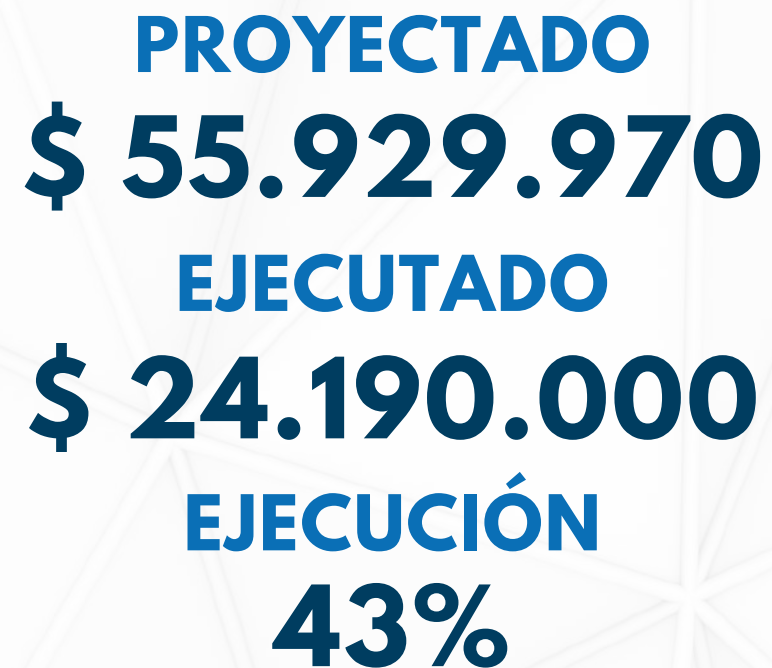 PROYECTADO
$ 55.929.970
EJECUTADO
$ 24.190.000
EJECUCIÓN
43%